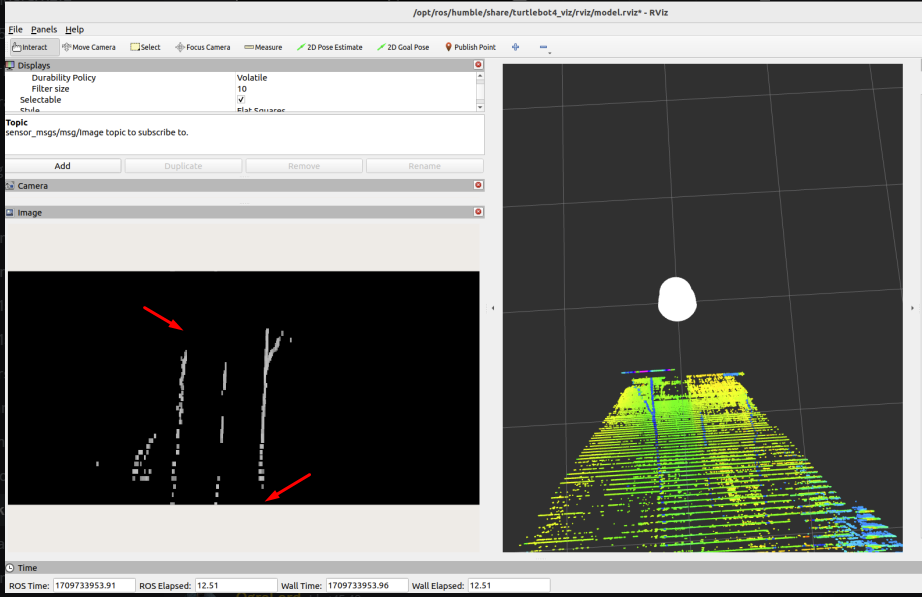 /opt/ros/humble/share/turtlebot4_viz/rviz/model.rviz* - RViz
File Panels Help
Interact Move Camera Select Focus Camera Measure 2D Pose Estimate 2D Goal Pose Publish Point
Displays
Durability Policy Volatile
Filter size 10
Selectable
Style Flat Squares
Topic
sensor_msgs/msg/Image topic to subscribe to.
Add Duplicate Remove Rename
Camera
Image
Time
ROS Time: 1709733953.91 ROS Elapsed: 12.51 Wall Time: 1709733953.96 Wall Elapsed: 12.51